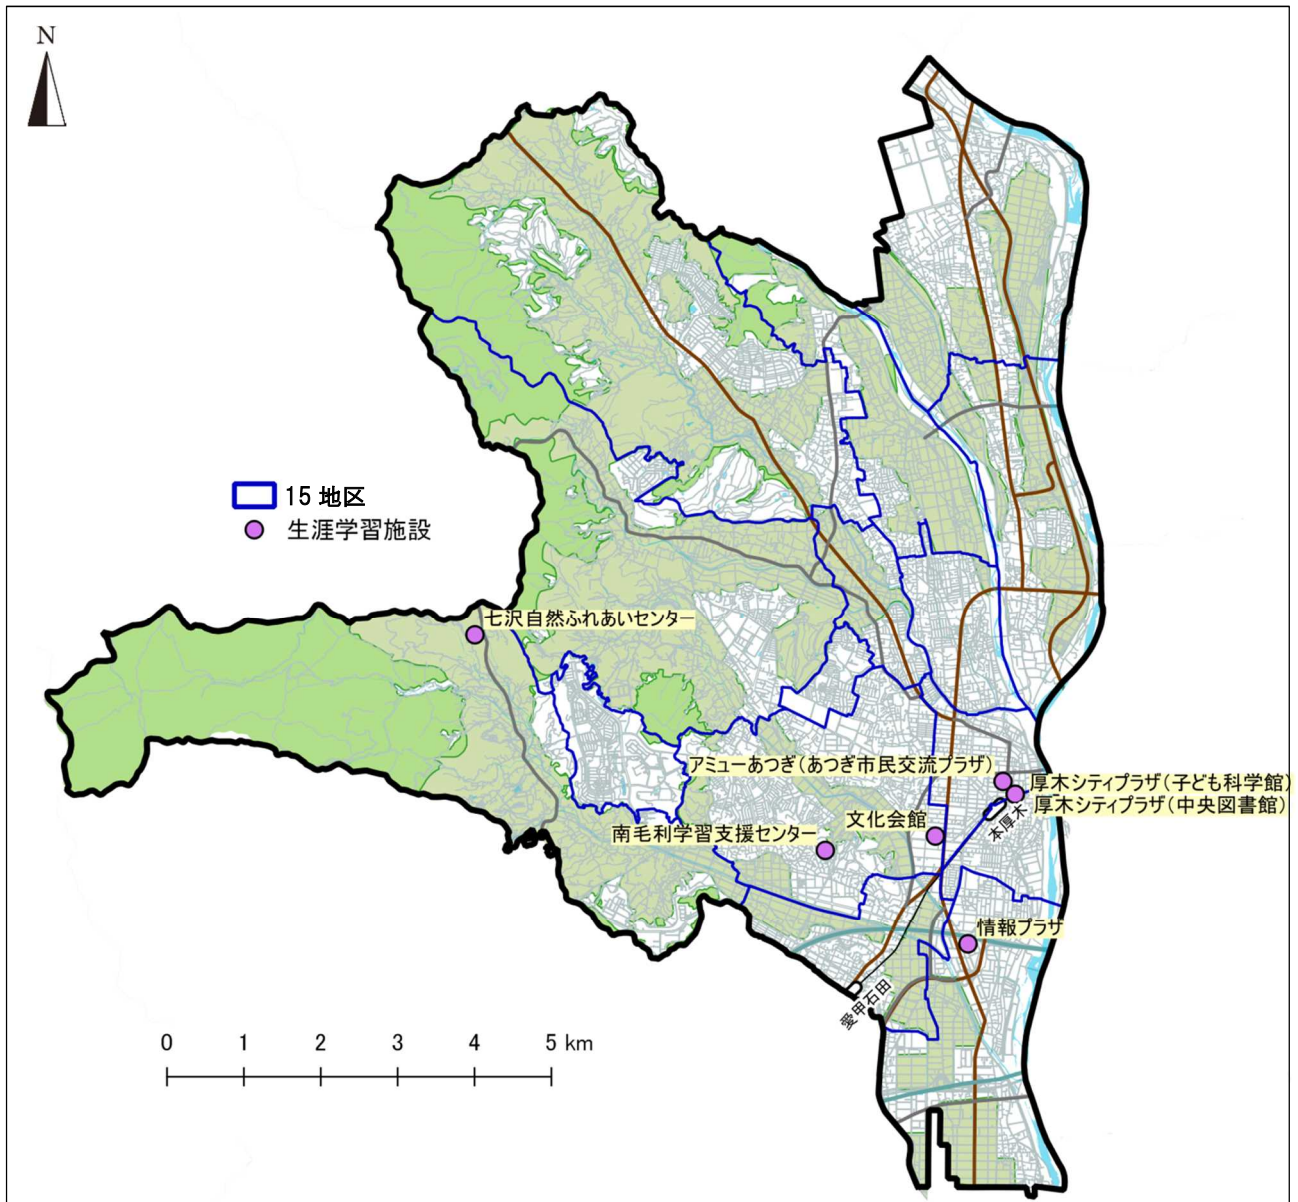 N
15 地区
生涯学習施設
七沢自然ふれあいセンター
アミューあつぎ(あつぎ市民交流プラザ)
厚木シティプラザ(子ども科学館)
厚木シティプラザ(中央図書館)
本厚木
文化会館
南毛利学習支援センター
情報プラザ
愛甲石田
0 1 2 3 4 5 km